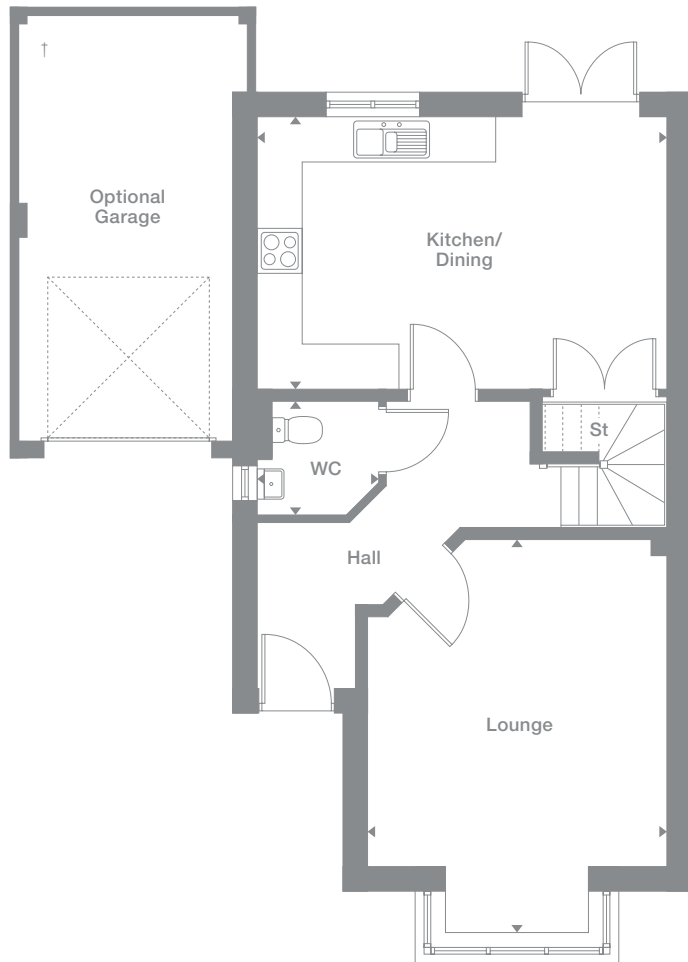 †
Optional
Garage
Kitchen/
Dining
St
WC
Hall
Lounge